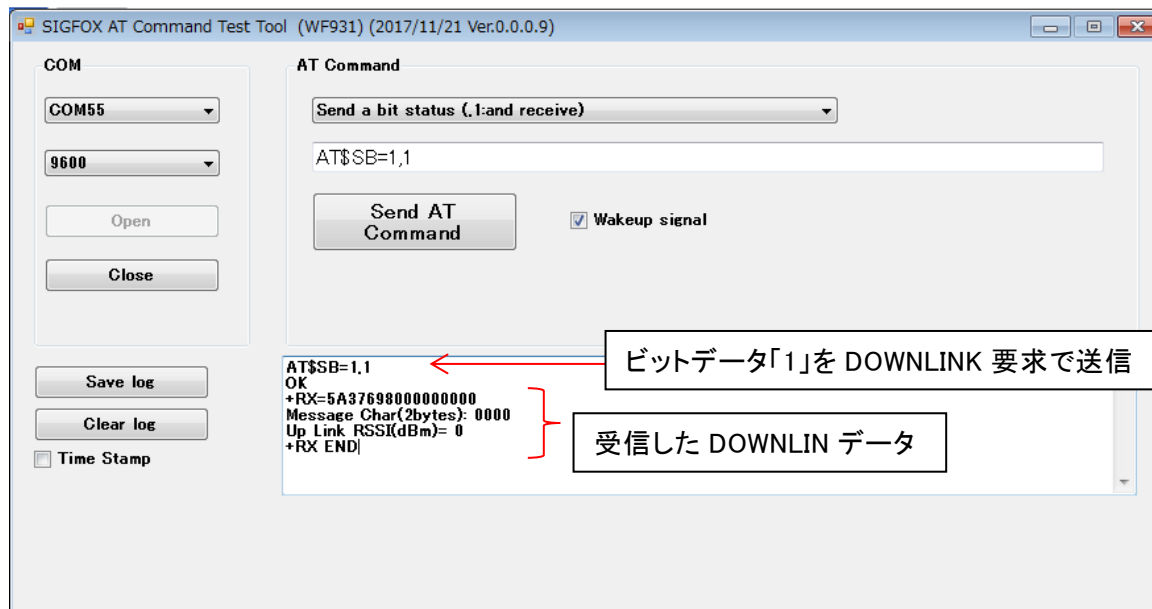 SIGFOX AT Command Test Tool (WF931) (2017/11/21 Ver.0.0.0.9)
COM
COM55
9600
Open
Close
AT Command
Send a bit status (,1:and receive)
AT$SB=1,1
Send AT
Command
Wakeup signal
Save log
Clear log
Time Stamp
AT$SB=1,1
OK
+RX=5A37698000000000
Message Char(2bytes): 0000
Up Link RSSI(dBm)= 0
+RX END
ビットデータ「1」を DOWNLINK 要求で送信
受信した DOWNLIN データ